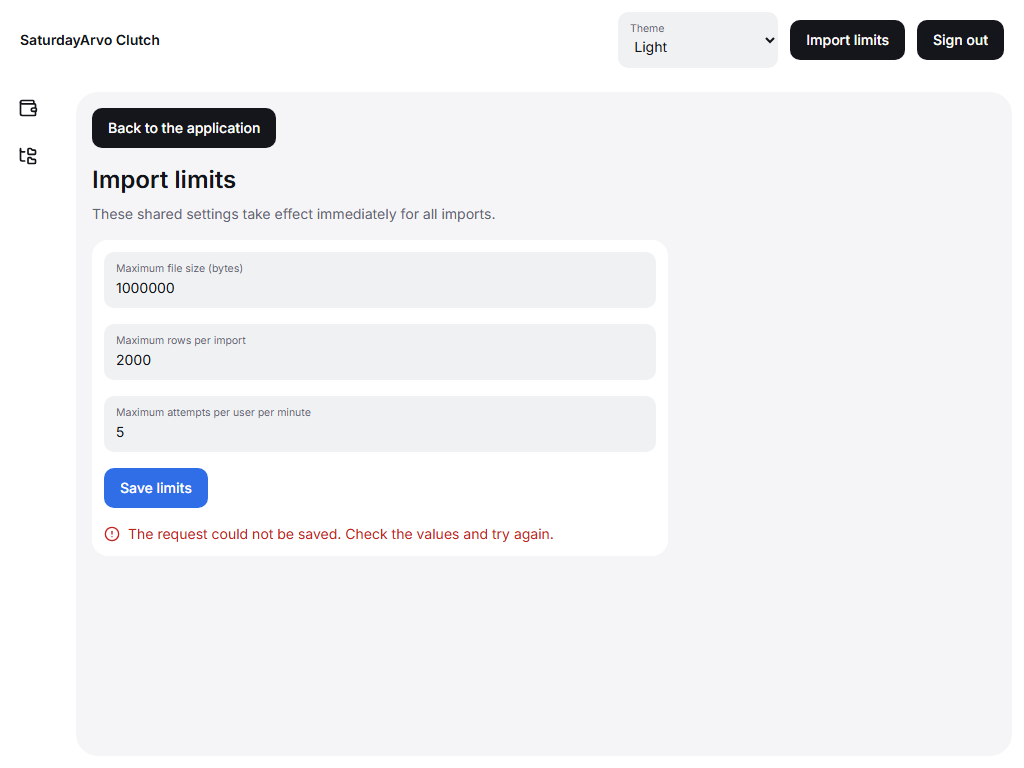 SaturdayArvo Clutch
Theme
Light
Import limits
Sign out
Back to the application
Import limits
These shared settings take effect immediately for all imports.
Maximum file size (bytes)
1000000
Maximum rows per import
2000
Maximum attempts per user per minute
5
Save limits
The request could not be saved. Check the values and try again.